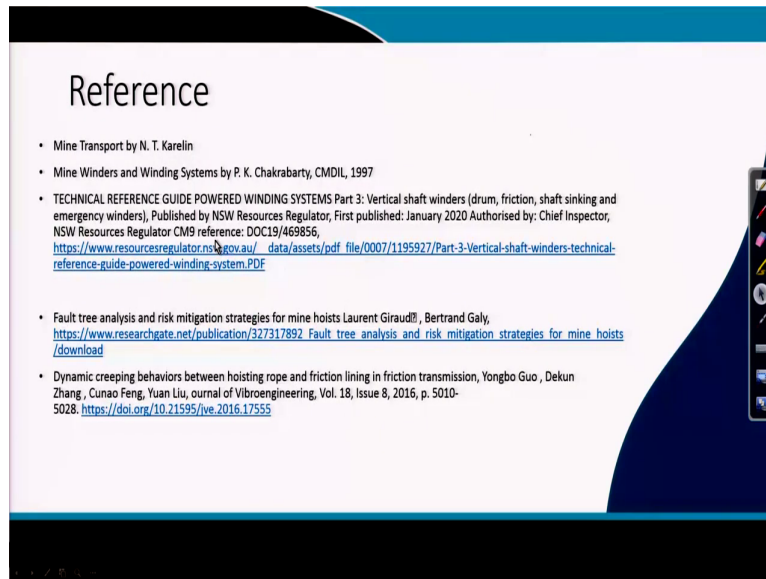 Reference
• Mine Transport by N. T. Karelin
• Mine Winders and Winding Systems by P. K. Chakrabarty, CMDIL, 1997
• TECHNICAL REFERENCE GUIDE POWERED WINDING SYSTEMS Part 3: Vertical shaft winders (drum, friction, shaft sinking and
emergency winders), Published by NSW Resources Regulator, First published: January 2020 Authorised by: Chief Inspector,
NSW Resources Regulator CM9 reference: DOC19/469856,
https://www.resourcesregulator.nsw.gov.au/__data/assets/pdf_file/0007/1195927/Part-3-Vertical-shaft-winders-technical-
reference-guide-powered-winding-system.PDF
• Fault tree analysis and risk mitigation strategies for mine hoists Laurent Giraud , Bertrand Galy,
https://www.researchgate.net/publication/327317892_Fault_tree_analysis_and_risk_mitigation_strategies_for_mine_hoists
/download
• Dynamic creeping behaviors between hoisting rope and friction lining in friction transmission, Yongbo Guo , Dekun
Zhang , Cunao Feng, Yuan Liu, ournal of Vibroengineering, Vol. 18, Issue 8, 2016, p. 5010-
5028. https://doi.org/10.21595/jve.2016.17555